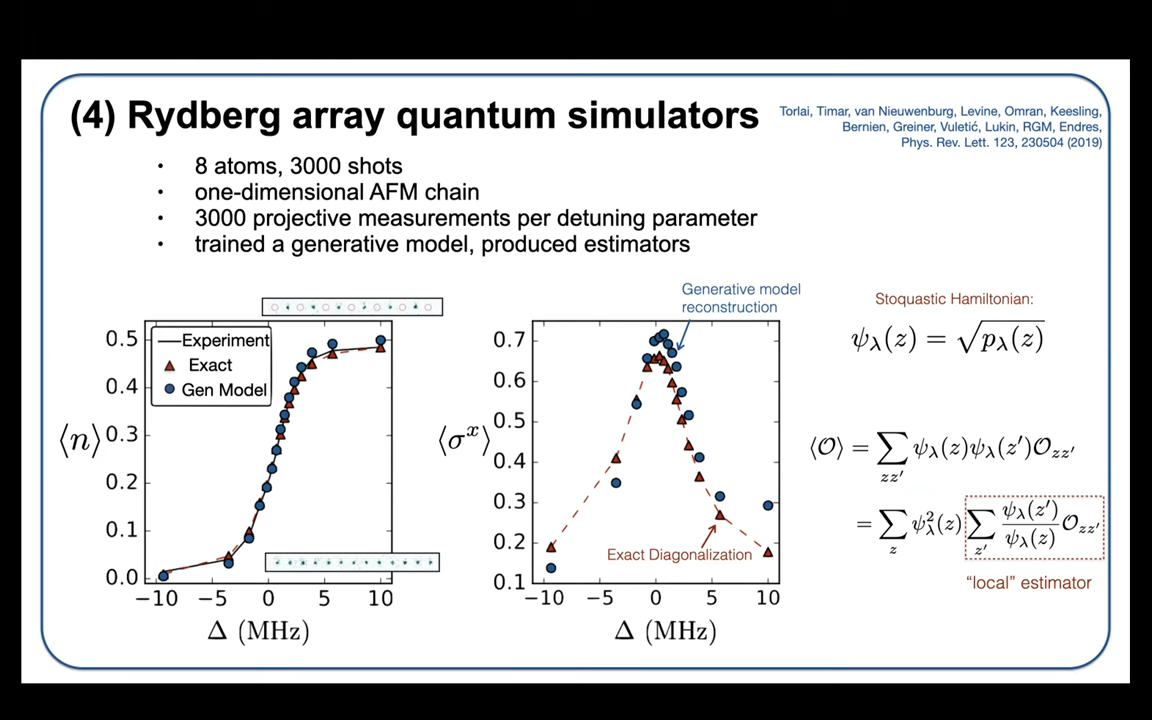 (4) Rydberg array quantum simulators
Torlai, Timar, van Nieuwenburg, Levine, Omran, Keesling,
Bernien, Greiner, Vuletić, Lukin, RGM, Endres,
Phys. Rev. Lett. 123, 230504 (2019)
• 8 atoms, 3000 shots
• one-dimensional AFM chain
• 3000 projective measurements per detuning parameter
• trained a generative model, produced estimators
0.5
0.4
0.3
0.2
0.1
0.0
⟨n⟩
Experiment
Exact
Gen Model
−10 −5 0 5 10
Δ (MHz)
0.7
0.6
0.5
0.4
0.3
0.2
0.1
⟨σˣ⟩
Generative model
reconstruction
Exact Diagonalization
−10 −5 0 5 10
Δ (MHz)
Stoquastic Hamiltonian:
ψ_λ(z) = √p_λ(z)
⟨𝒪⟩ = ∑_{zz′} ψ_λ(z)ψ_λ(z′)𝒪_{zz′}
= ∑_z ψ_λ²(z) ∑_{z′} ψ_λ(z′)/ψ_λ(z) 𝒪_{zz′}
“local” estimator